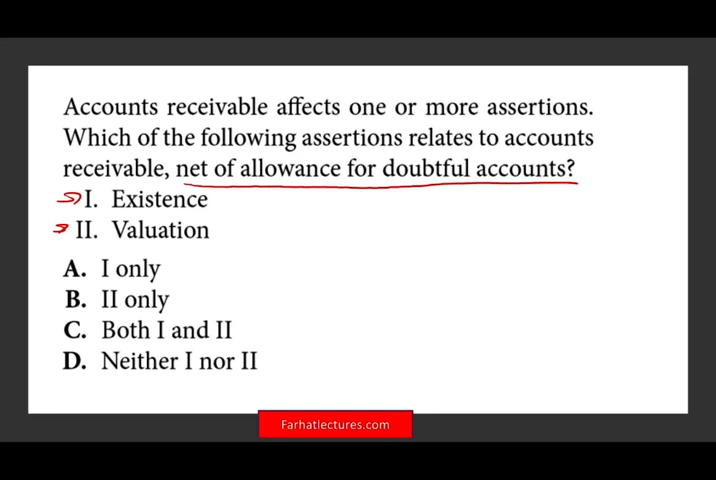 Accounts receivable affects one or more assertions.
Which of the following assertions relates to accounts
receivable, net of allowance for doubtful accounts?
I. Existence
II. Valuation
A. I only
B. II only
C. Both I and II
D. Neither I nor II
Farhatlectures.com